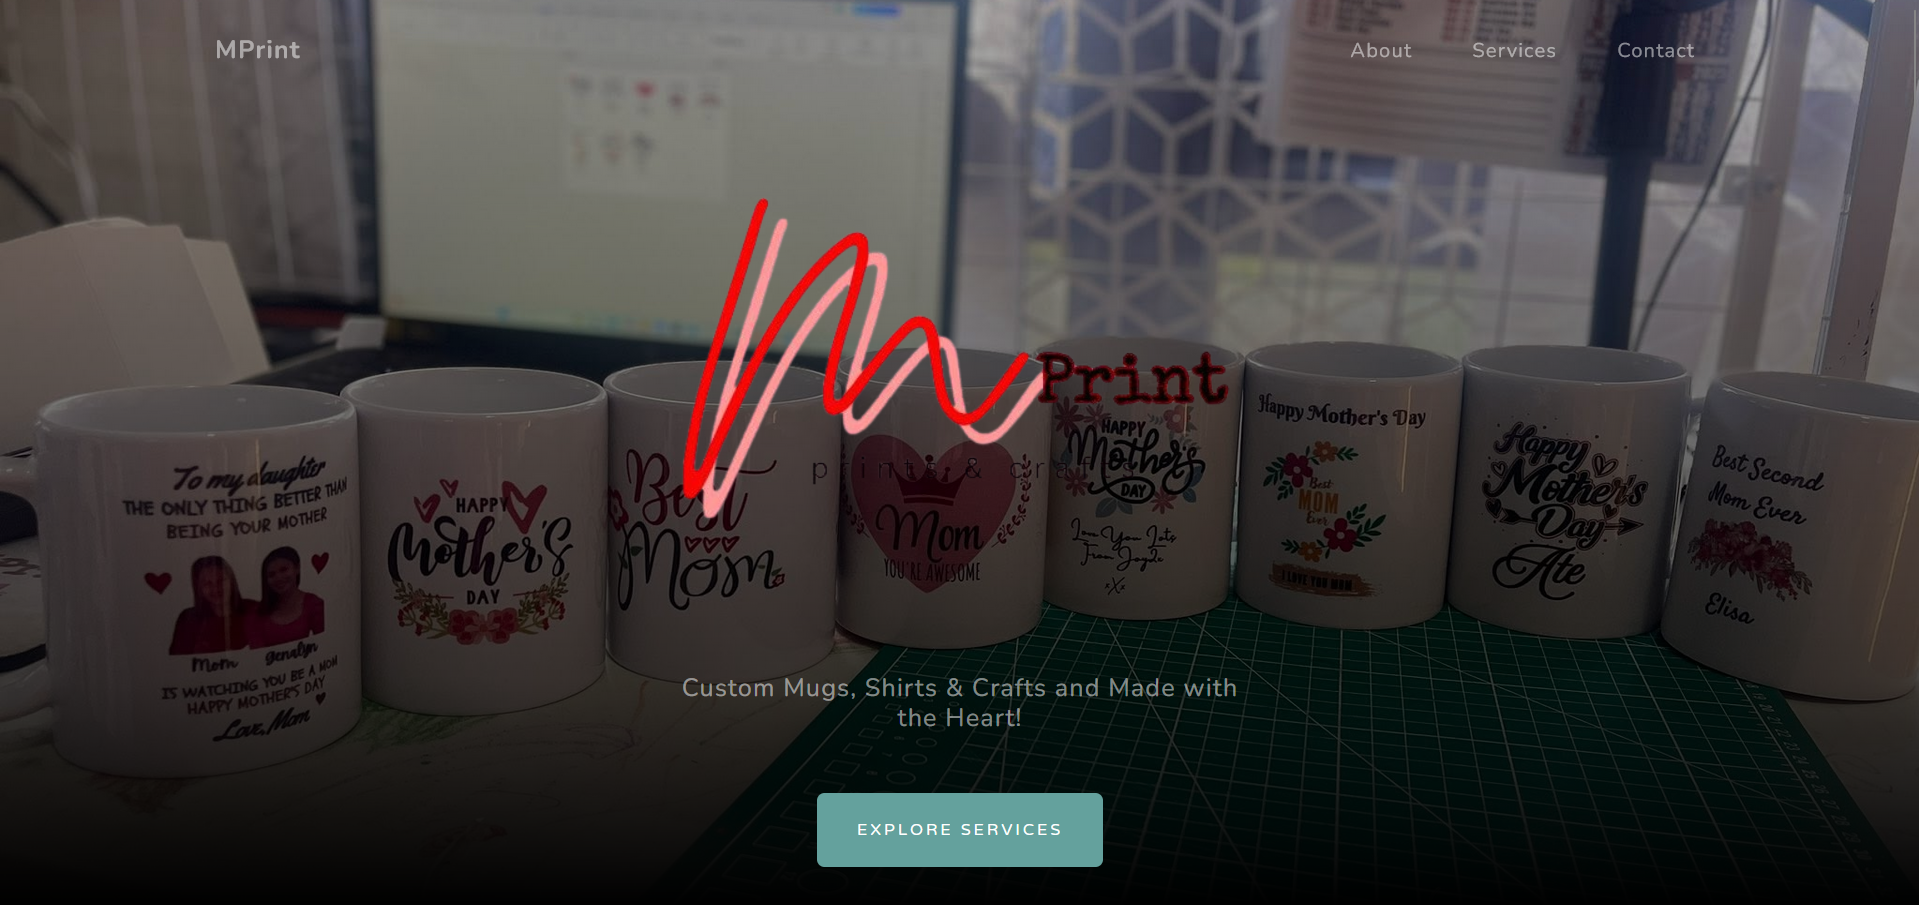 MPrint
About Services Contact
Print
prints & crafts
To my daughter
THE ONLY THING BETTER THAN
BEING YOUR MOTHER
Mom Genalyn
IS WATCHING YOU BE A MOM
HAPPY MOTHER'S DAY
Love, Mom
HAPPY
Mother's
DAY
Best
Mom
Mom
YOU'RE AWESOME
HAPPY
Mother's
DAY
Love You Lots
From Jayde
xXx
Happy Mother's Day
Best
MOM
Ever
I LOVE YOU MOM
Happy
Mother's
Day
Ate
Best Second
Mom Ever
Elisa
Custom Mugs, Shirts & Crafts and Made with
the Heart!
EXPLORE SERVICES